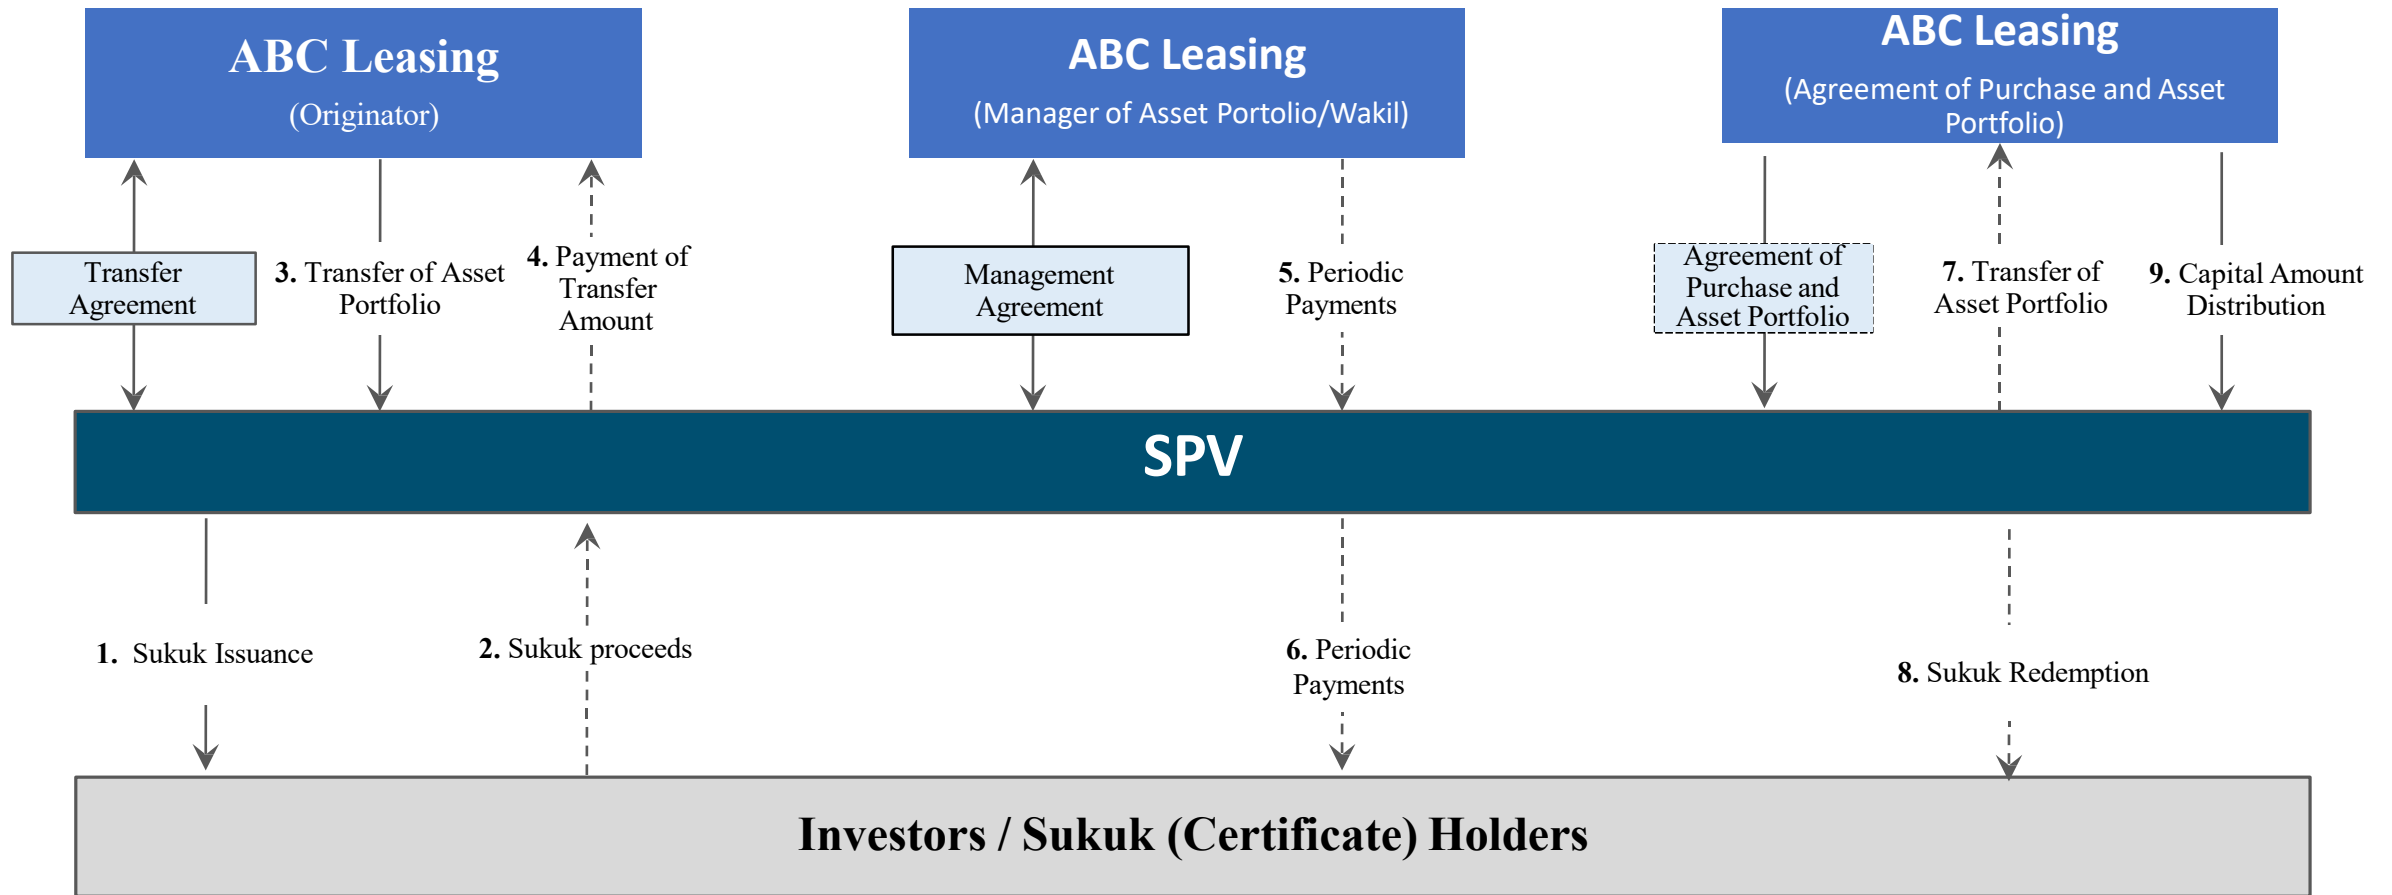 ABC Leasing
(Originator)
ABC Leasing
(Manager of Asset Portolio/Wakil)
ABC Leasing
(Agreement of Purchase and Asset
Portfolio)
Transfer
Agreement
3. Transfer of Asset
Portfolio
4. Payment of
Transfer
Amount
Management
Agreement
5. Periodic
Payments
Agreement of
Purchase and
Asset Portfolio
7. Transfer of
Asset Portfolio
9. Capital Amount
Distribution
SPV
1. Sukuk Issuance
2. Sukuk proceeds
6. Periodic
Payments
8. Sukuk Redemption
Investors / Sukuk (Certificate) Holders